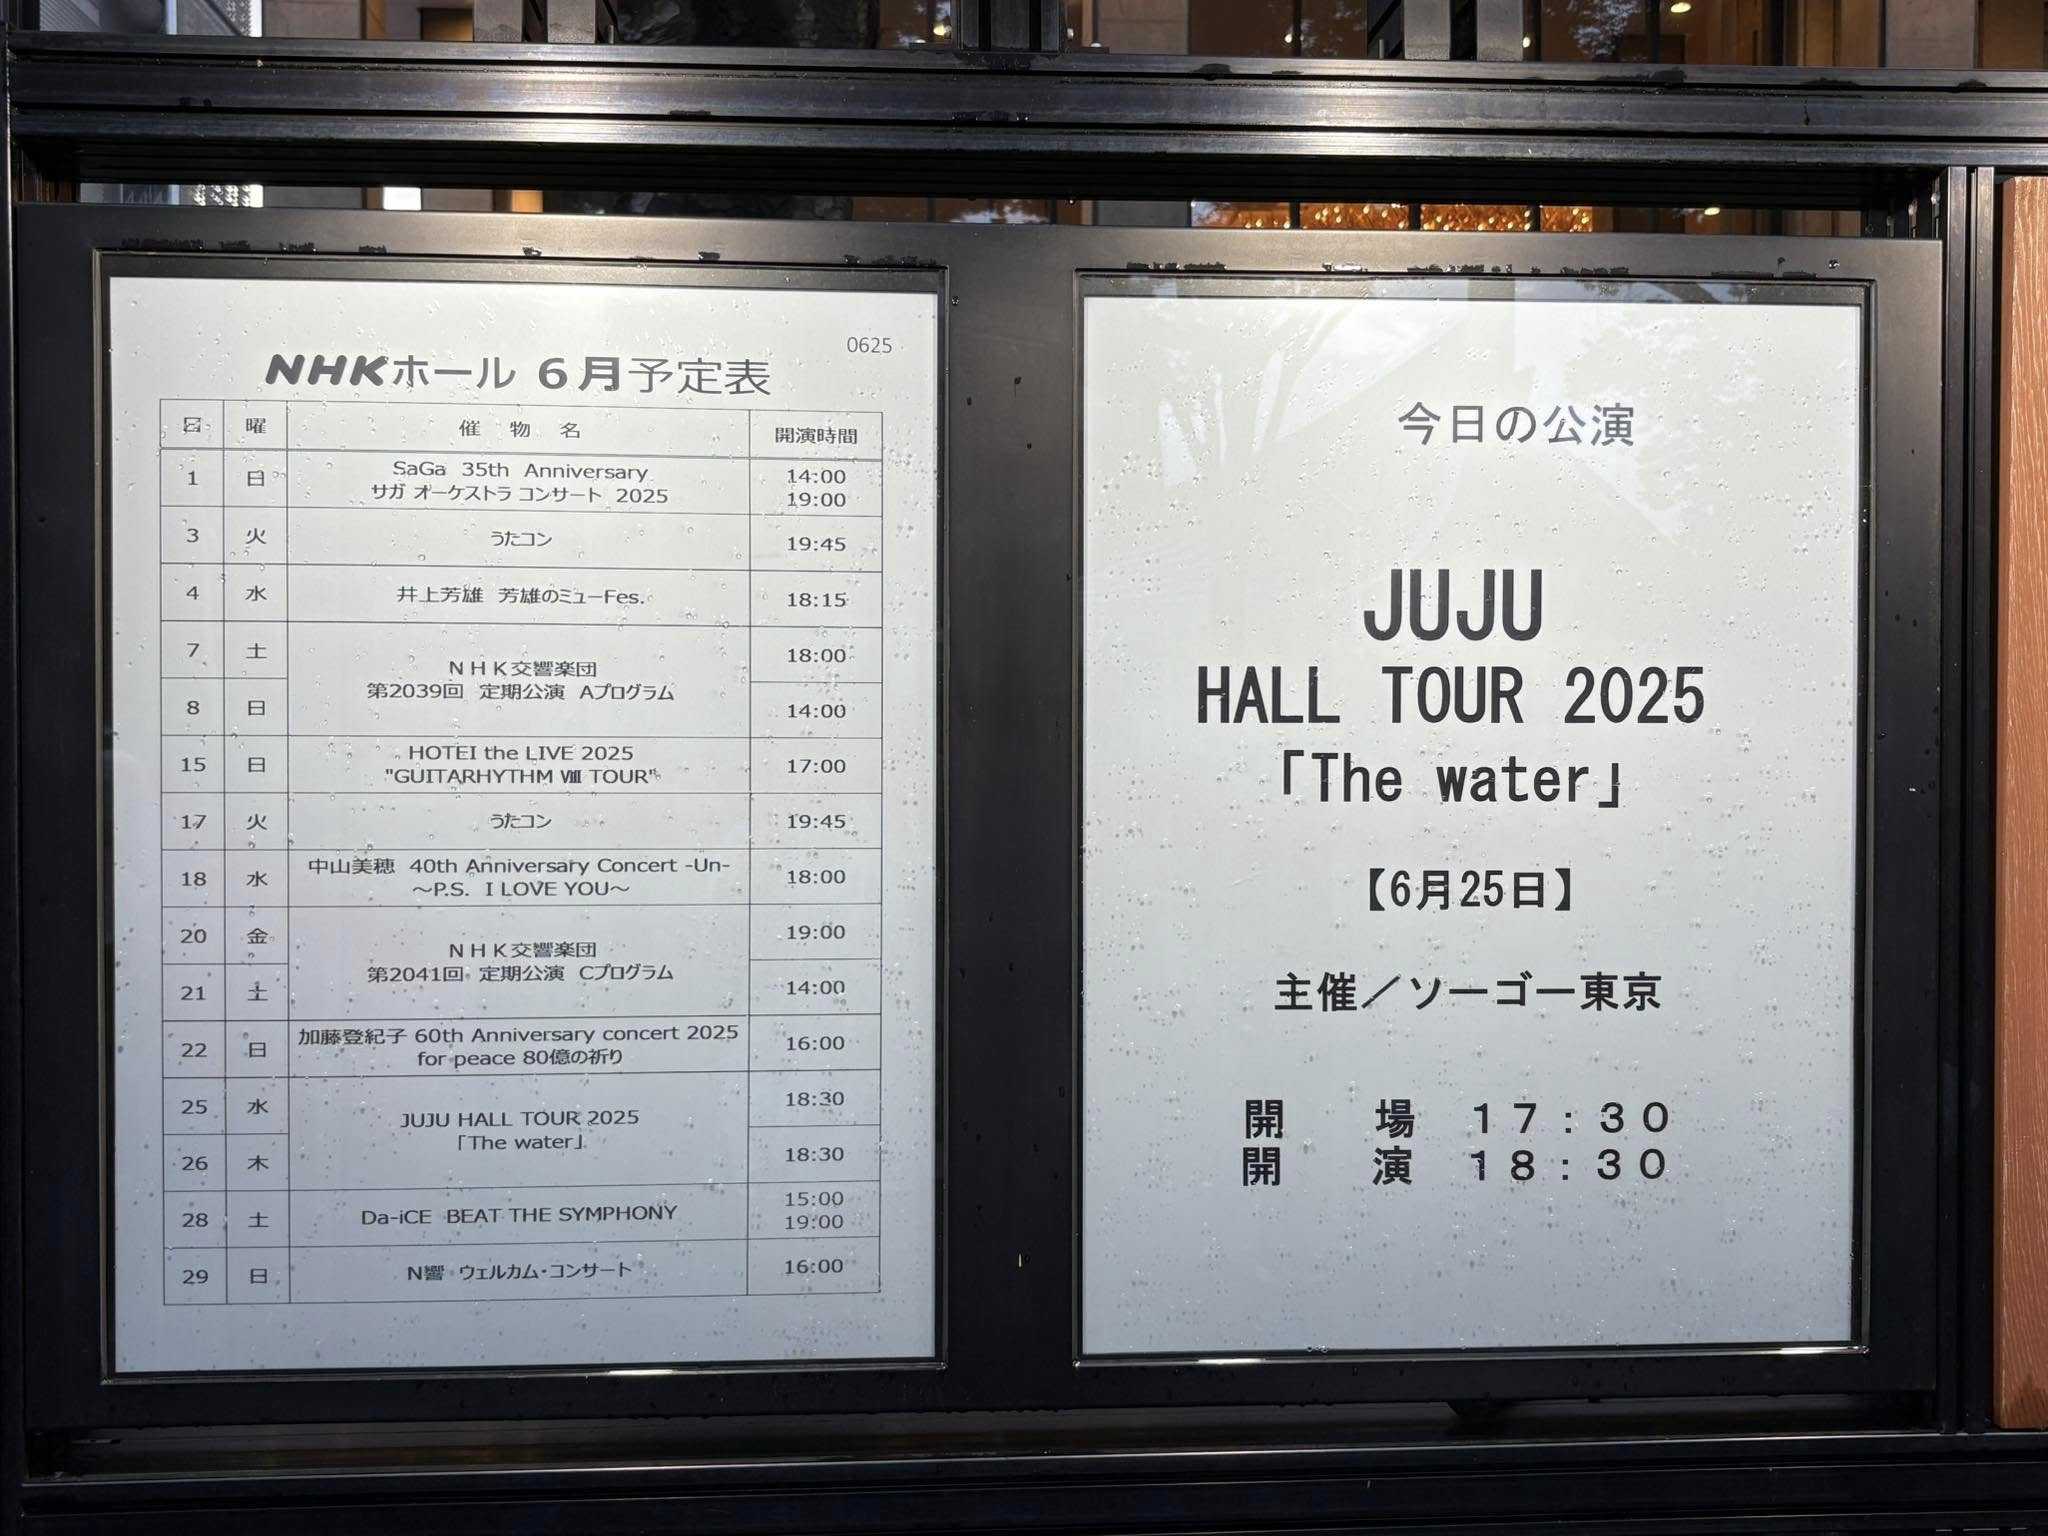 0625
NHKホール 6月予定表
日 曜 催 物 名 開演時間
1 日 SaGa 35th Anniversary 14:00
サガ オーケストラ コンサート 2025 19:00
3 火 うたコン 19:45
4 水 井上芳雄 芳雄のミューFes. 18:15
7 土 18:00
NHK交響楽団
第2039回 定期公演 Aプログラム
8 日 14:00
15 日 HOTEI the LIVE 2025 17:00
"GUITARHYTHM Ⅷ TOUR"
17 火 うたコン 19:45
18 水 中山美穂 40th Anniversary Concert -Un- 18:00
～P.S. I LOVE YOU～
20 金 19:00
NHK交響楽団
第2041回 定期公演 Cプログラム
21 土 14:00
22 日 加藤登紀子 60th Anniversary concert 2025 16:00
for peace 80億の祈り
25 水 18:30
JUJU HALL TOUR 2025
「The water」
26 木 18:30
28 土 Da-iCE BEAT THE SYMPHONY 15:00
19:00
29 日 N響 ウェルカム・コンサート 16:00
今日の公演
JUJU
HALL TOUR 2025
「The water」
【6月25日】
主催／ソーゴー東京
開 場 17:30
開 演 18:30